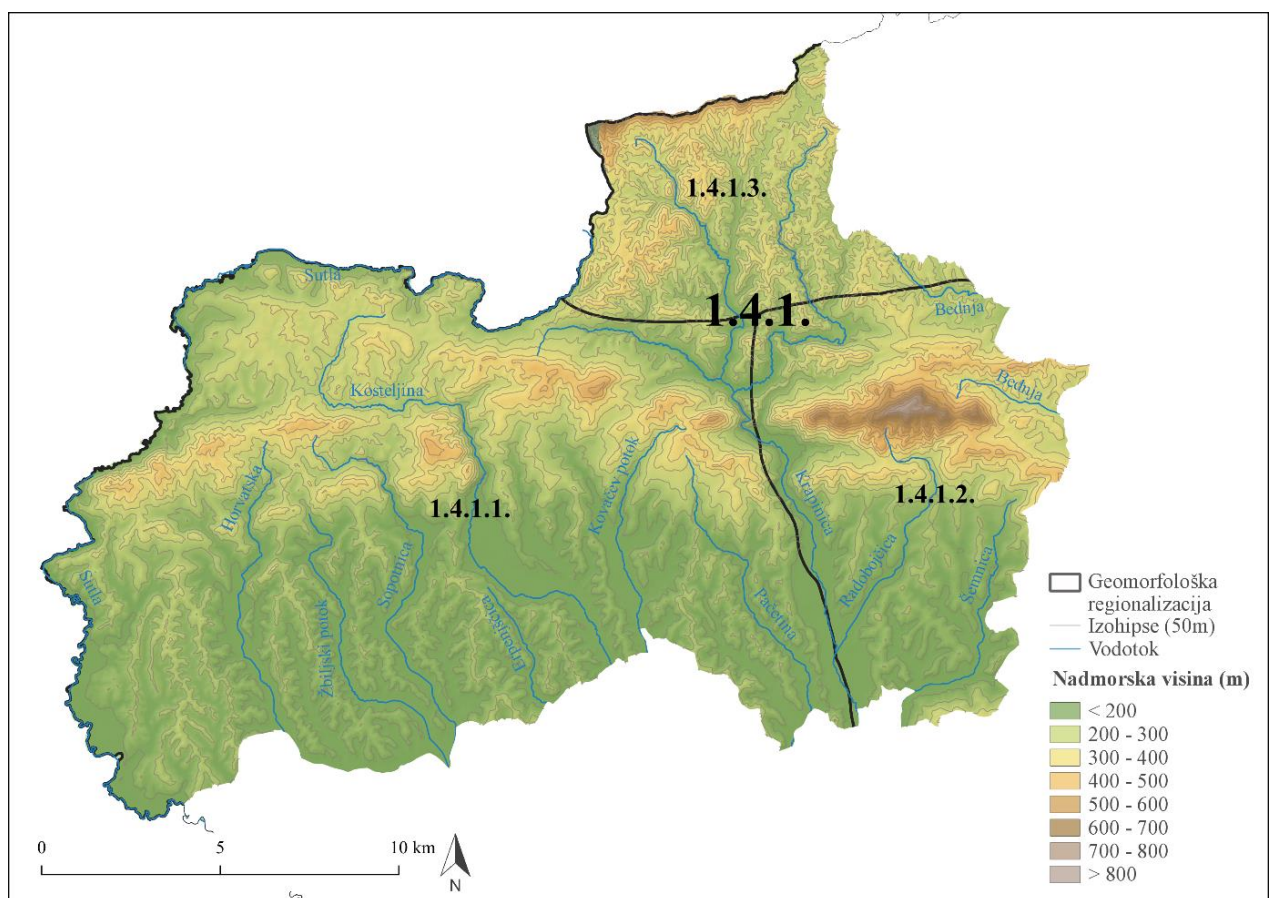 1.4.1.3.
1.4.1.
Sutla
Bednja
Bednja
Kosteljina
Horvatska
1.4.1.1.
Kovačev potok
Krapinica
1.4.1.2.
Sutla
Žbiljski potok
Sopotnica
Erpenjščica
Pačetina
Radobojčica
Šemnica
Geomorfološka
regionalizacija
Izohipse (50m)
Vodotok
Nadmorska visina (m)
< 200
200 - 300
300 - 400
400 - 500
500 - 600
600 - 700
700 - 800
> 800
0 5 10 km
N